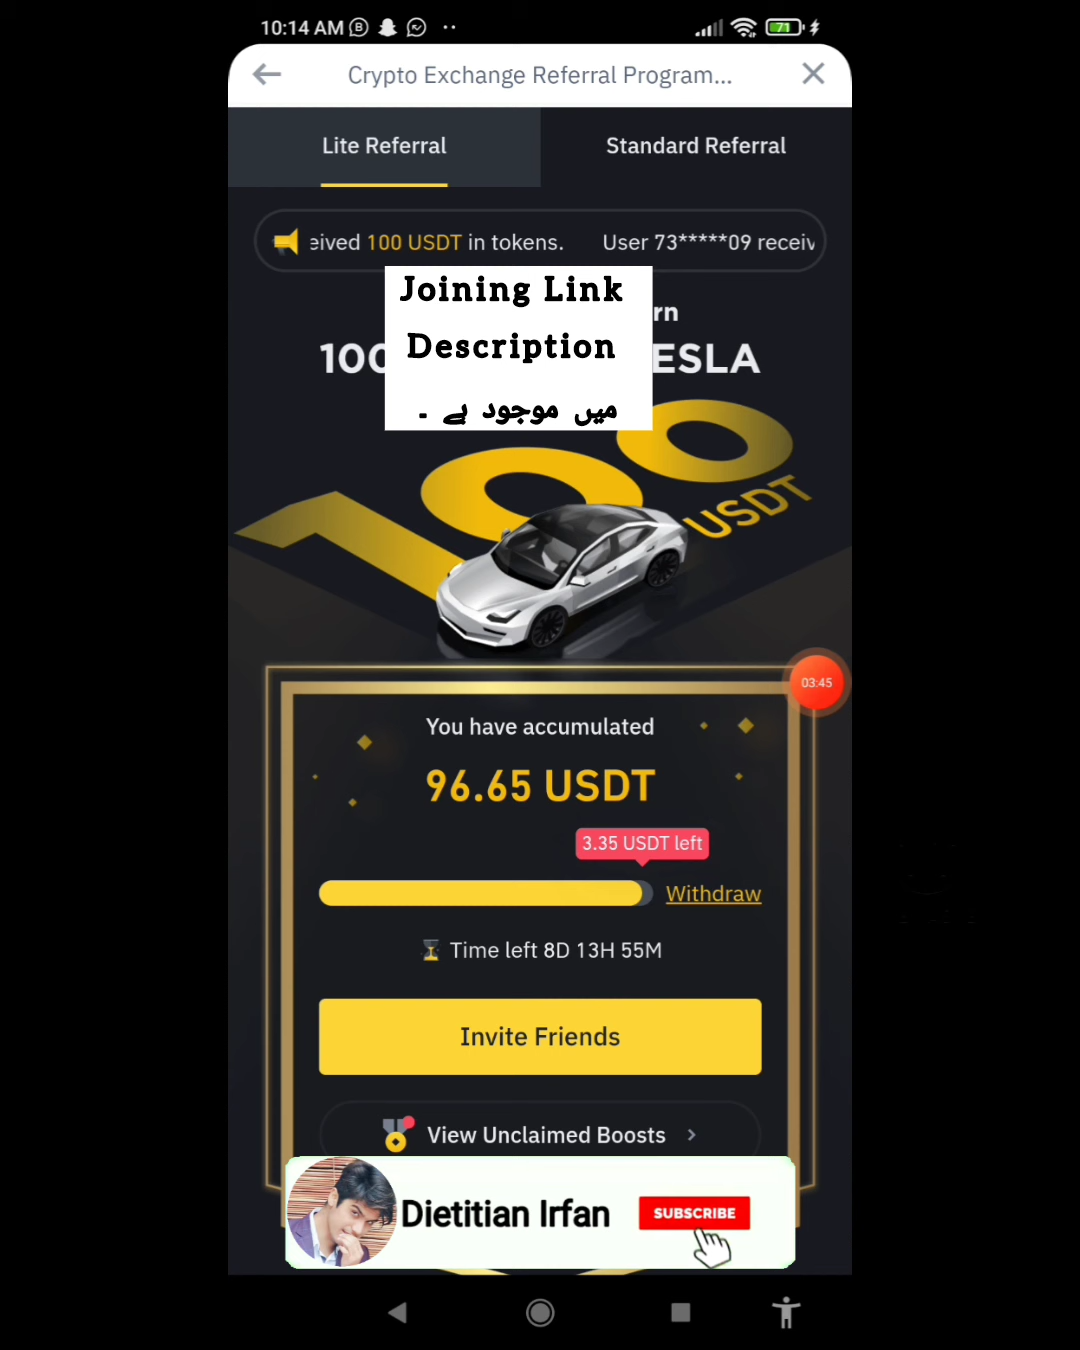 10:14 AM
71
Crypto Exchange Referral Program...
Lite Referral
Standard Referral
eived 100 USDT in tokens. User 73*****09 receiv
Joining Link
Description
میں موجود ہے ۔
rn
100 ESLA
100
USDT
03:45
You have accumulated
96.65 USDT
3.35 USDT left
Withdraw
Time left 8D 13H 55M
Invite Friends
View Unclaimed Boosts
Dietitian Irfan
SUBSCRIBE